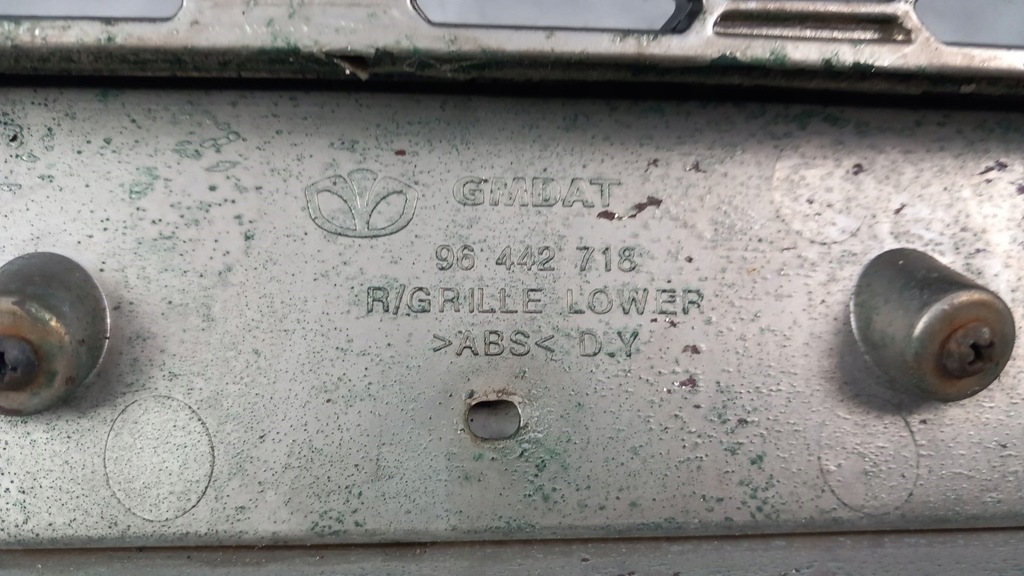 GMDAT
96 442 718
R/GRILLE LOWER
>ABS< D.Y